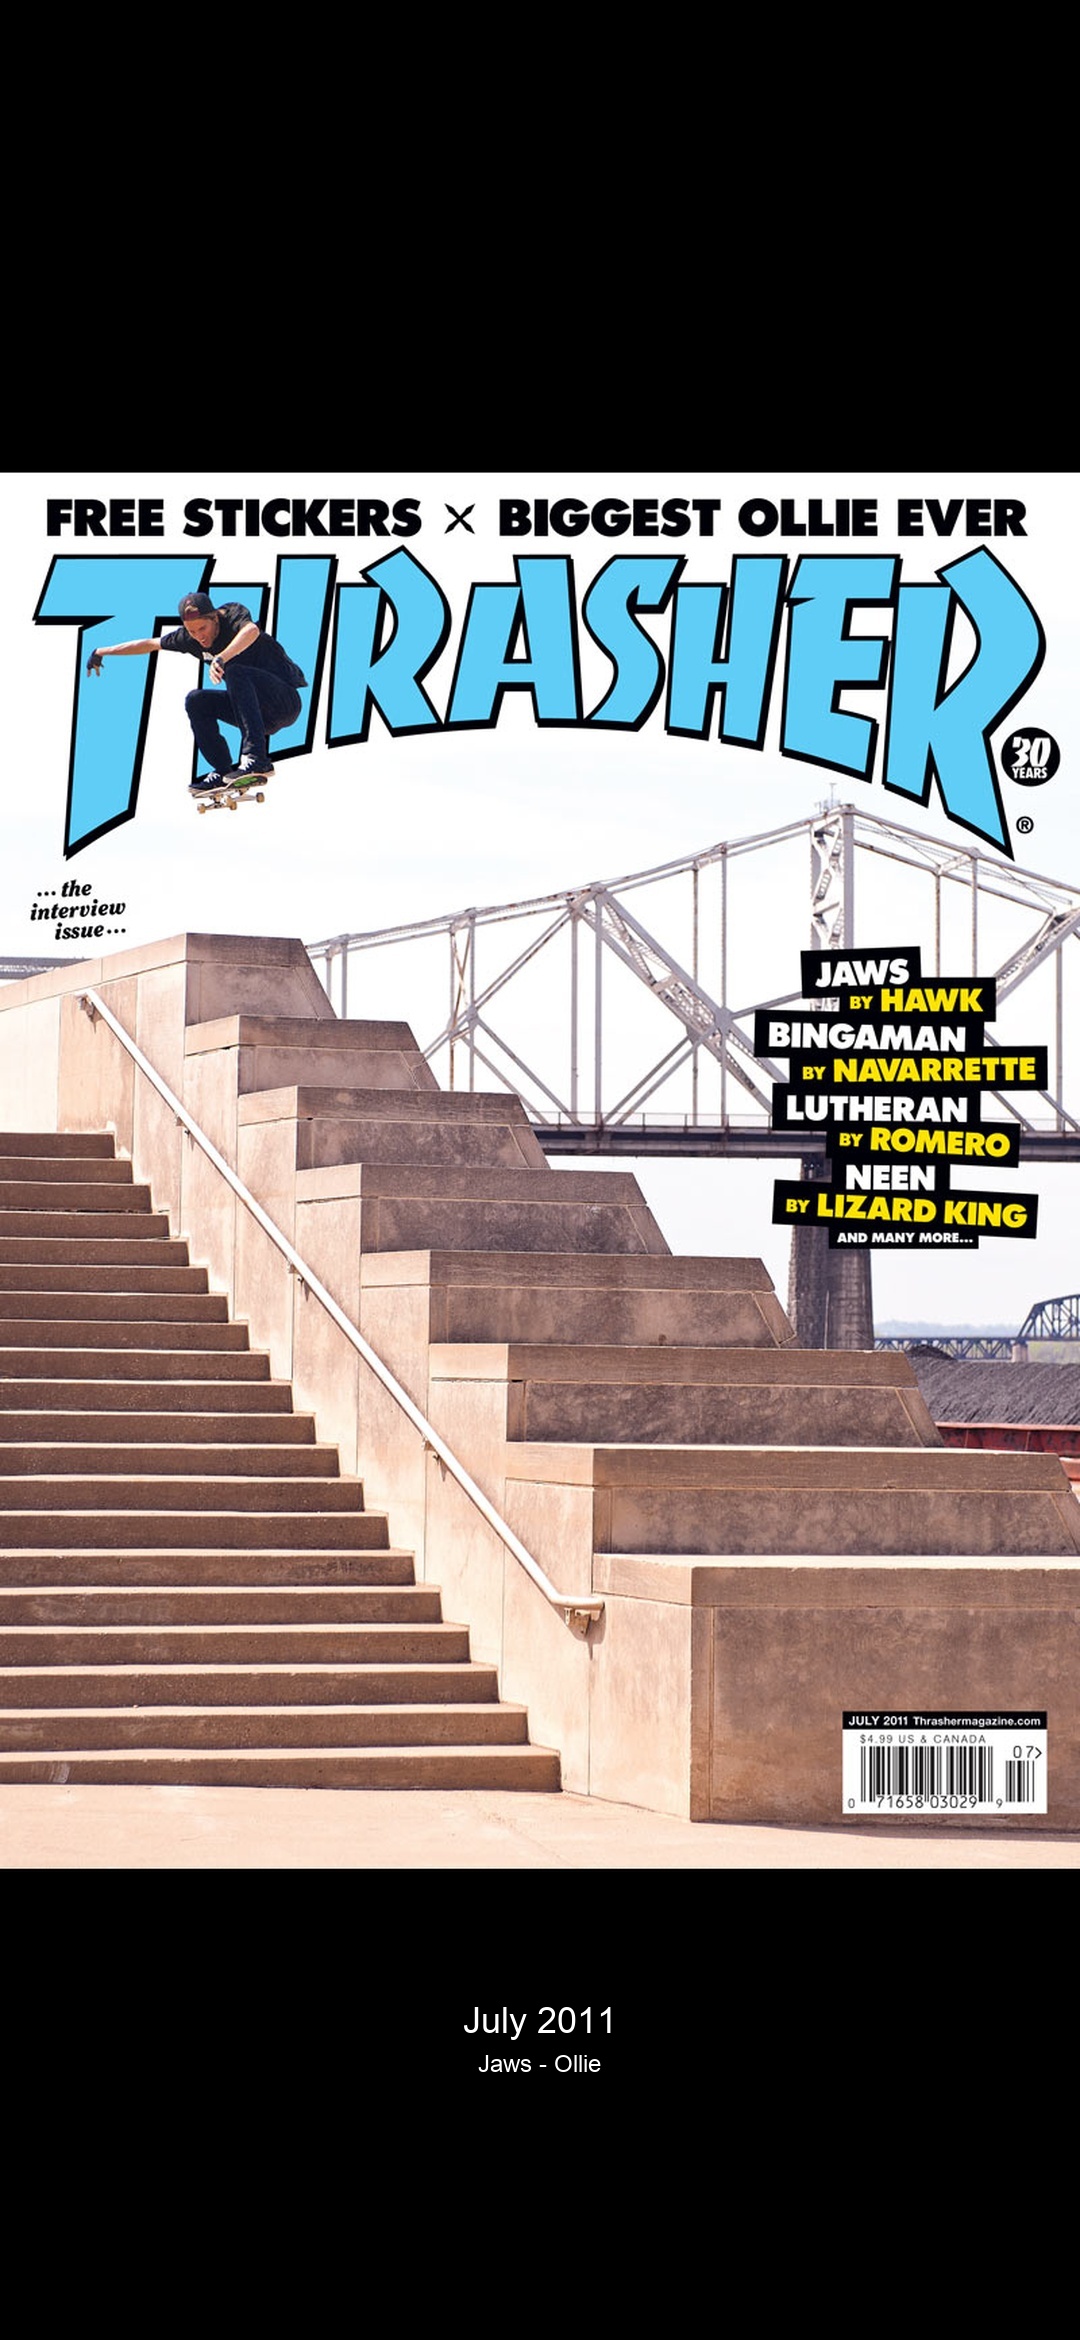 FREE STICKERS × BIGGEST OLLIE EVER
THRASHER
30
YEARS
®
...the
interview
issue...
JAWS
BY HAWK
BINGAMAN
BY NAVARRETTE
LUTHERAN
BY ROMERO
NEEN
BY LIZARD KING
AND MANY MORE...
JULY 2011 Thrashermagazine.com
$4.99 US & CANADA
07>
0 71658 03029 9
July 2011
Jaws - Ollie